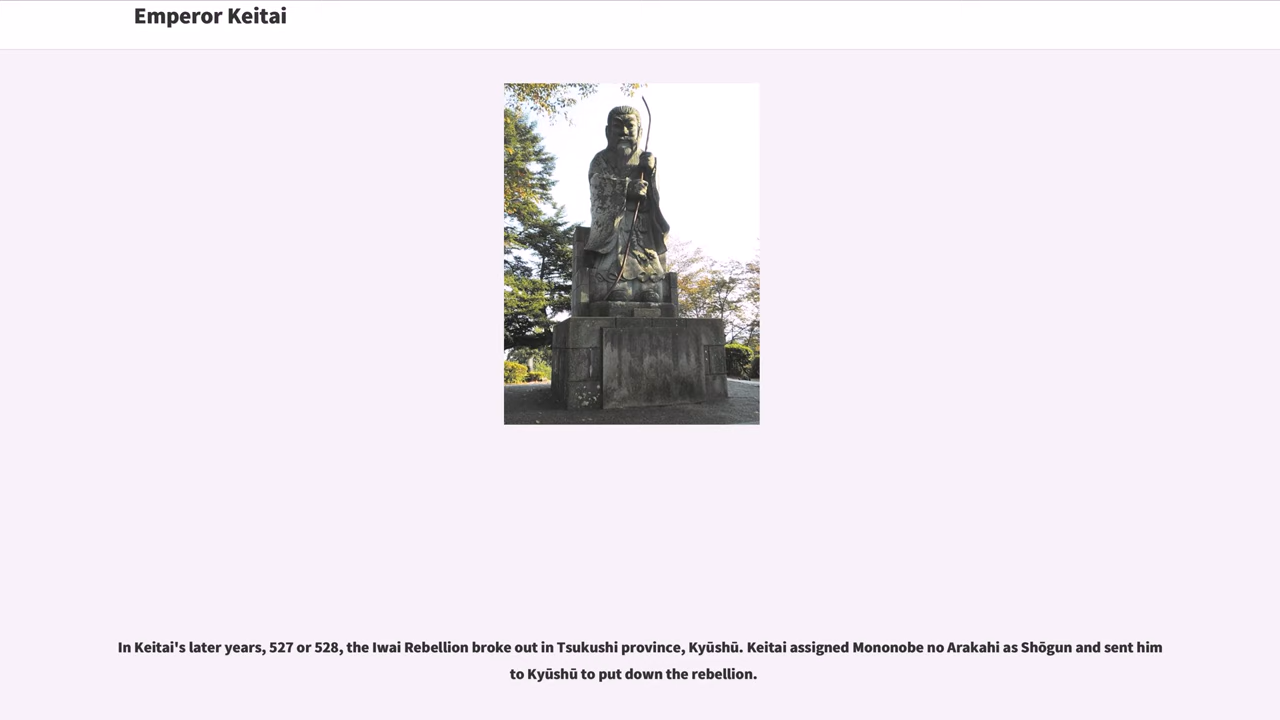 Emperor Keitai
In Keitai's later years, 527 or 528, the Iwai Rebellion broke out in Tsukushi province, Kyūshū. Keitai assigned Mononobe no Arakahi as Shōgun and sent him
to Kyūshū to put down the rebellion.